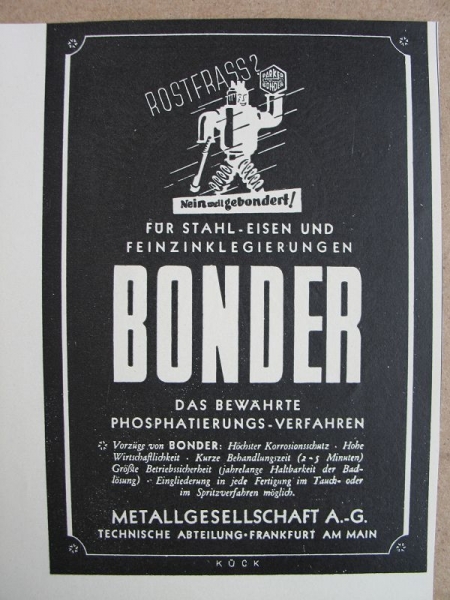 ROSTFRASS?
PARKER
BONDER
Nein weil gebondert!
FÜR STAHL-EISEN UND
FEINZINKLEGIERUNGEN
BONDER
DAS BEWÄHRTE
PHOSPHATIERUNGS-VERFAHREN
Vorzüge von BONDER: Höchster Korrosionsschutz · Hohe
Wirtschaftlichkeit · Kurze Behandlungszeit (2-5 Minuten)
Größe Betriebssicherheit (jahrelange Haltbarkeit der Bad-
lösung) · Eingliederung in jede Fertigung im Tauch- oder
im Spritzverfahren möglich.
METALLGESELLSCHAFT A.-G.
TECHNISCHE ABTEILUNG·FRANKFURT AM MAIN
KÜCK